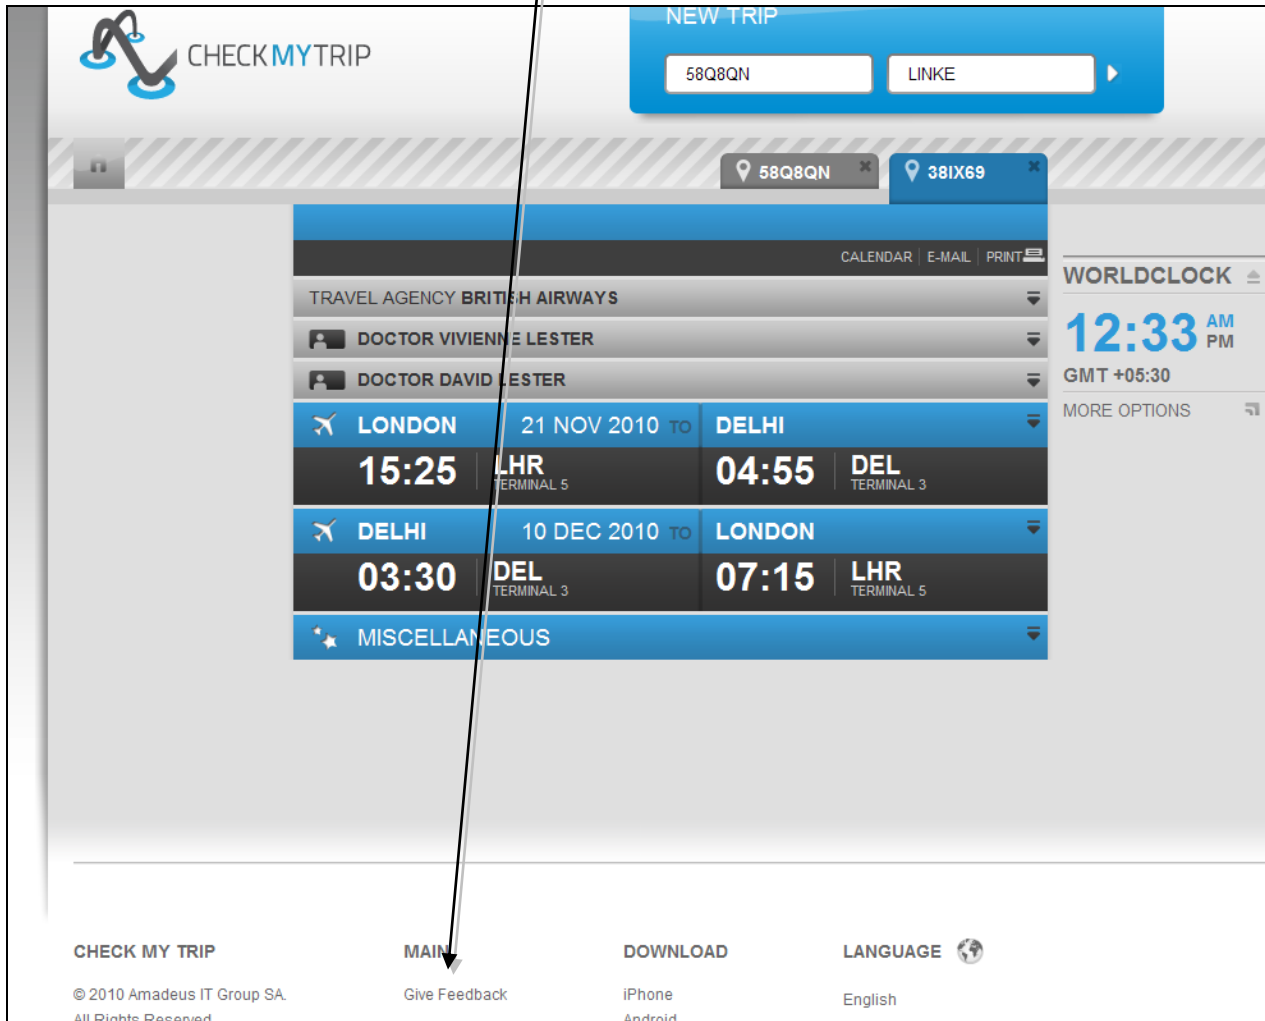 CHECKMYTRIP
NEW TRIP
58Q8QN LINKE
58Q8QN 38IX69
CALENDAR E-MAIL PRINT
TRAVEL AGENCY BRITISH AIRWAYS
DOCTOR VIVIENNE LESTER
DOCTOR DAVID LESTER
LONDON 21 NOV 2010 TO DELHI
15:25 LHR TERMINAL 5 04:55 DEL TERMINAL 3
DELHI 10 DEC 2010 TO LONDON
03:30 DEL TERMINAL 3 07:15 LHR TERMINAL 5
MISCELLANEOUS
WORLDCLOCK
12:33 AM PM
GMT +05:30
MORE OPTIONS
CHECK MY TRIP
© 2010 Amadeus IT Group SA.
All Rights Reserved
MAIN
Give Feedback
DOWNLOAD
iPhone
Android
LANGUAGE
English